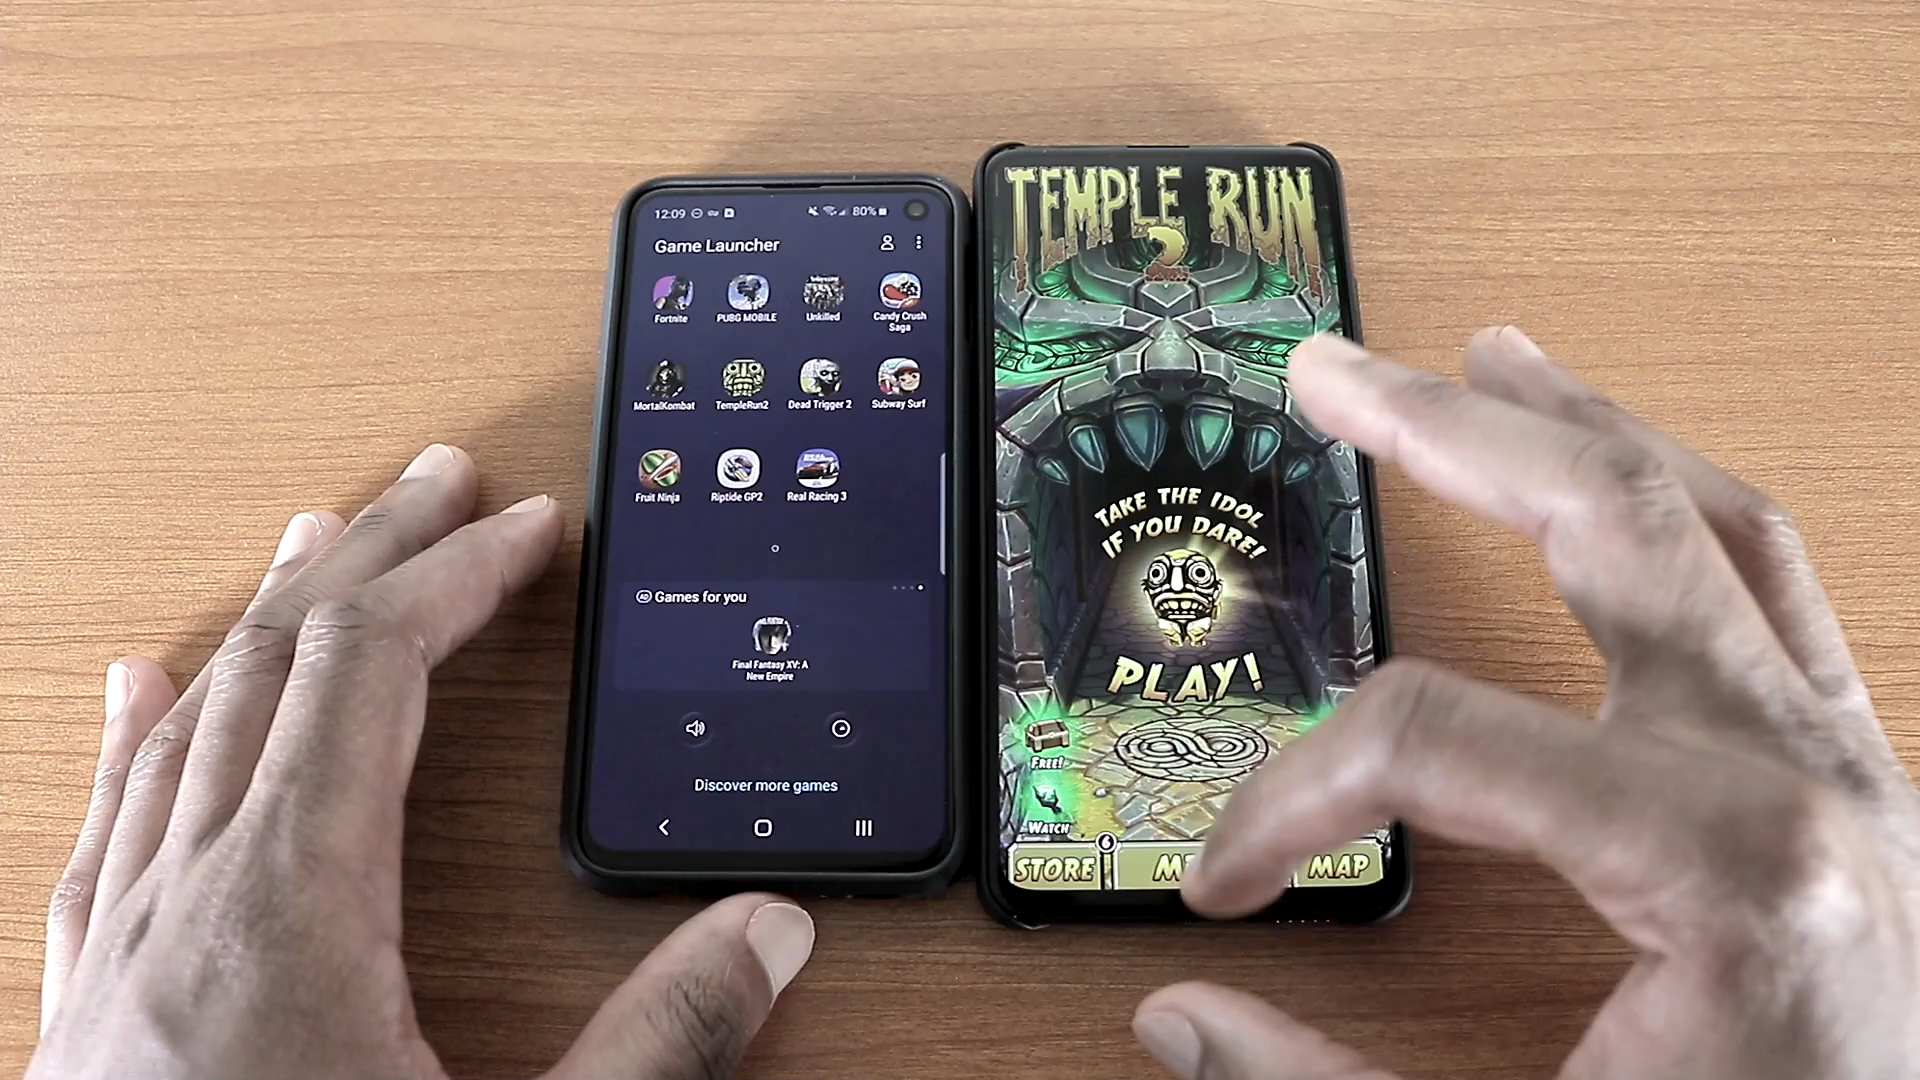 12:09
80%
Game Launcher
Fortnite
PUBG MOBILE
Unkilled
Candy Crush
Saga
MortalKombat
TempleRun2
Dead Trigger 2
Subway Surf
Fruit Ninja
Riptide GP2
Real Racing 3
AD Games for you
Final Fantasy XV: A
New Empire
Discover more games
TEMPLE RUN
2
TAKE THE IDOL
IF YOU DARE!
PLAY!
FREE!
WATCH
6
STORE
MAP